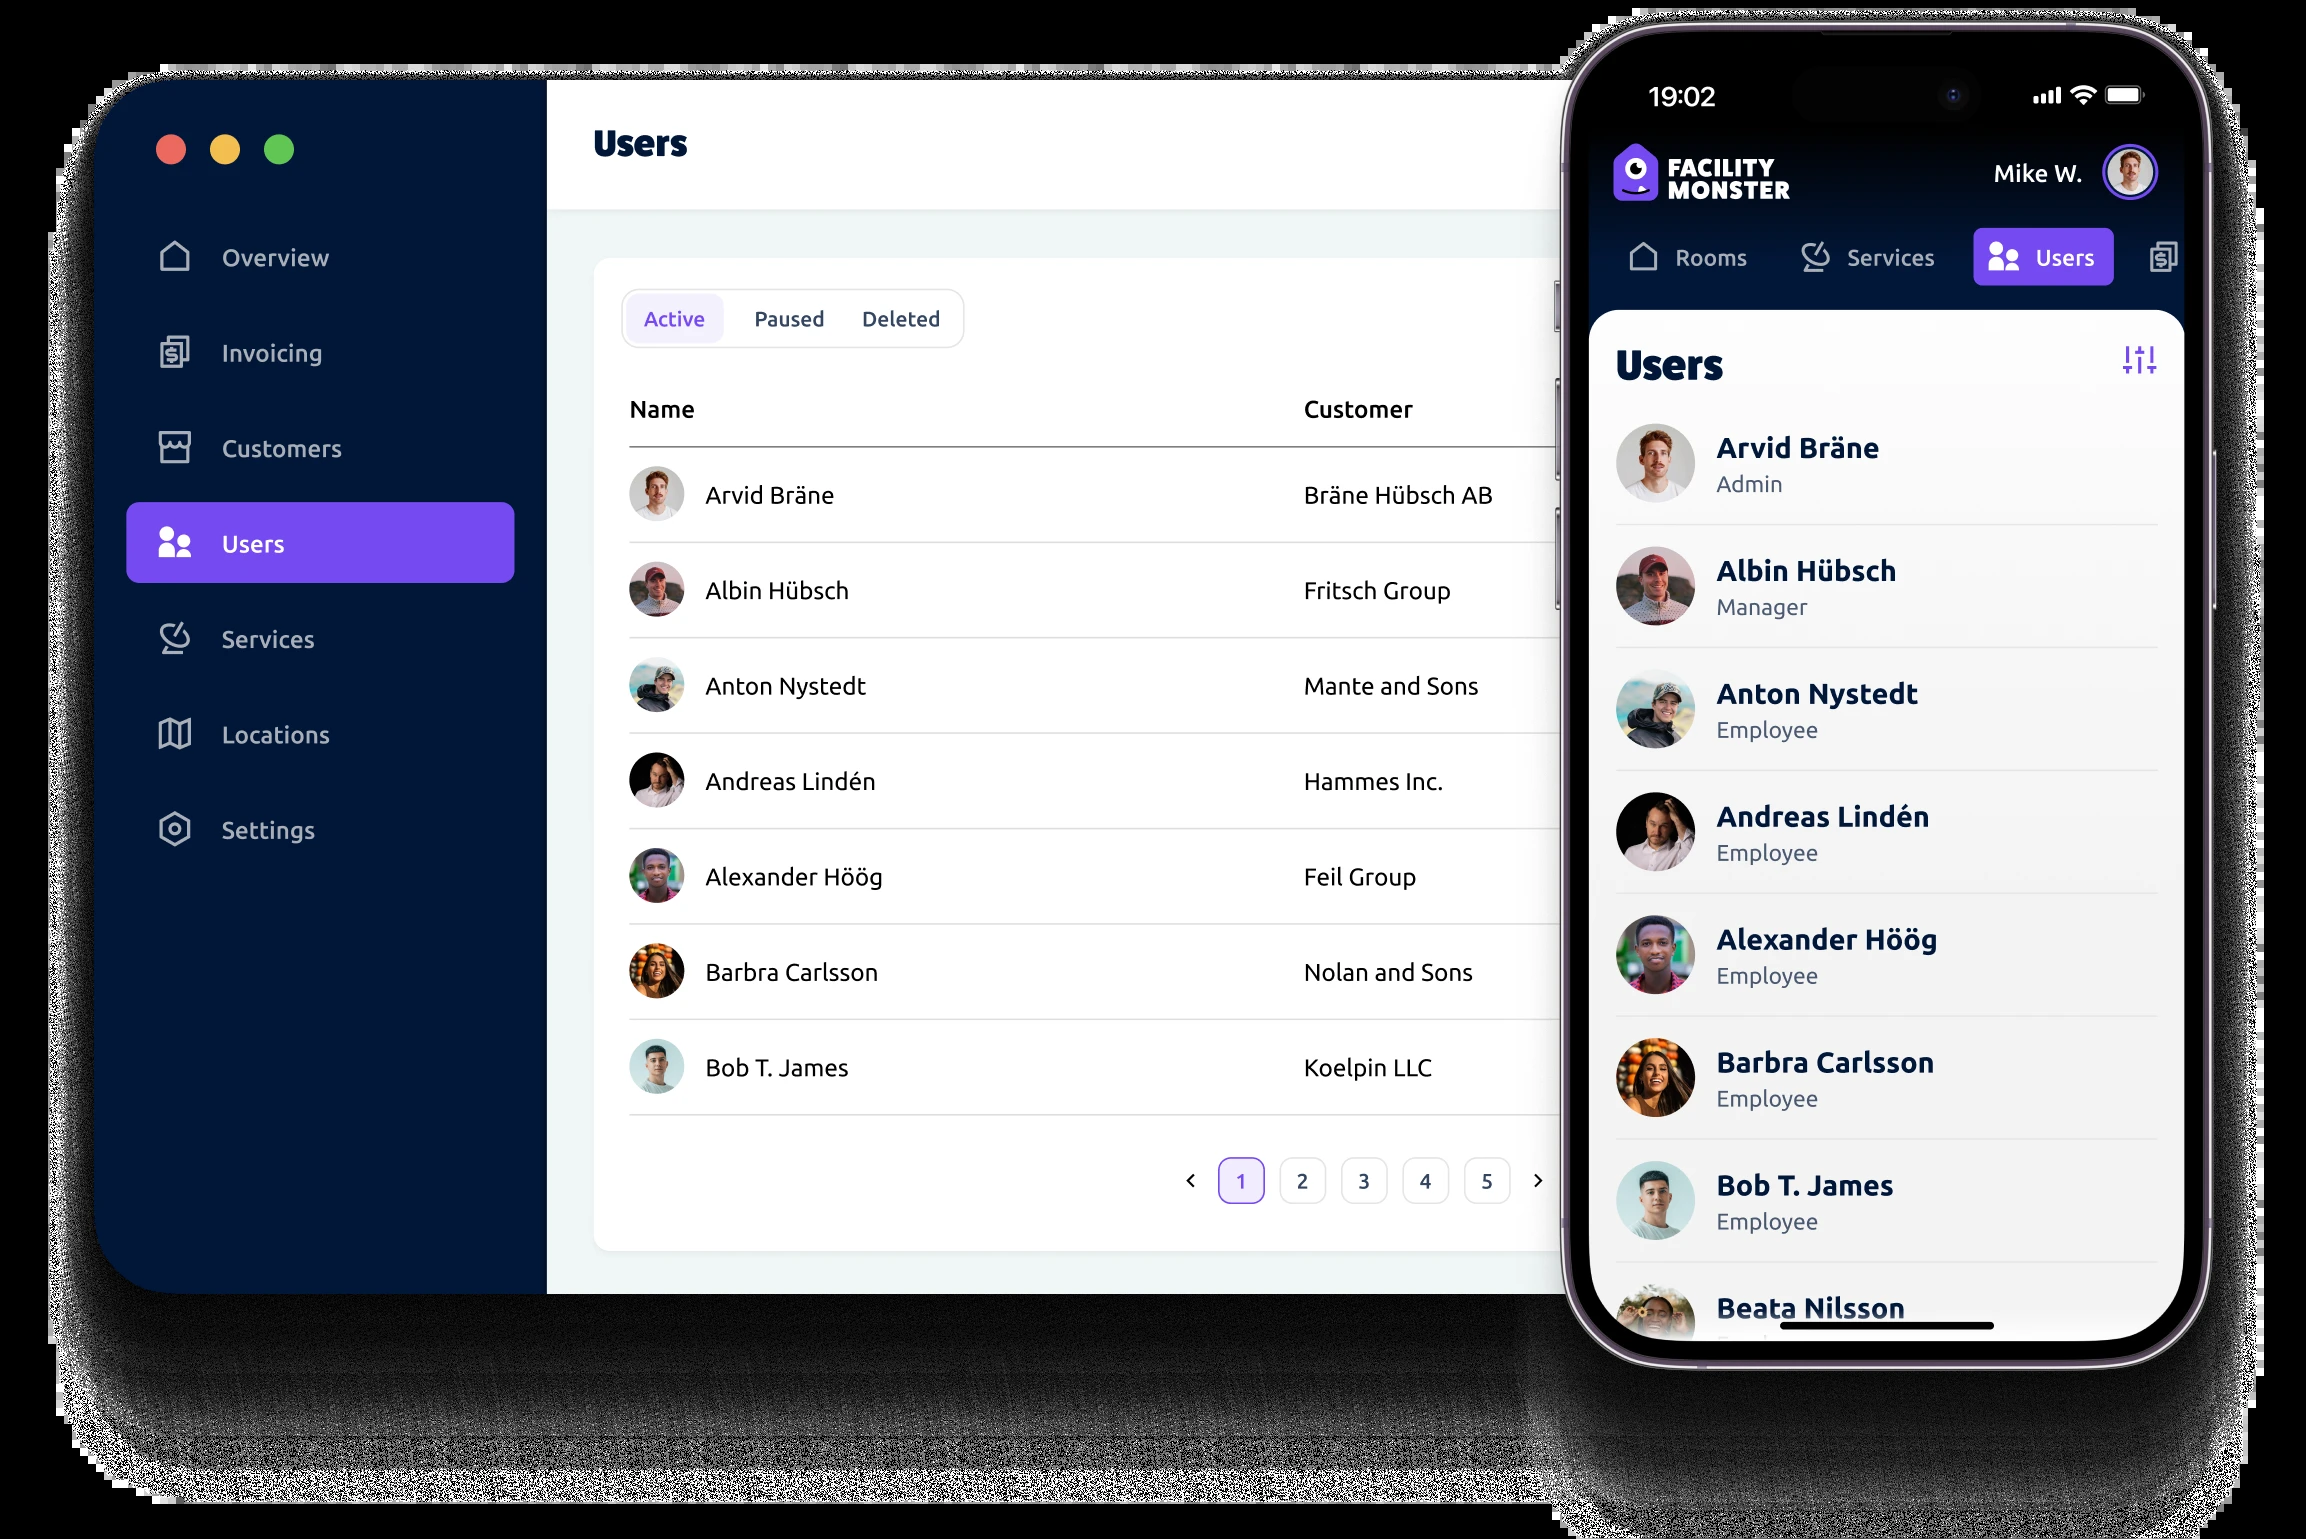 Overview
Invoicing
Customers
Users
Services
Locations
Settings
Users
Active Paused Deleted
Name Customer
Arvid Bräne Bräne Hübsch AB
Albin Hübsch Fritsch Group
Anton Nystedt Mante and Sons
Andreas Lindén Hammes Inc.
Alexander Höög Feil Group
Barbra Carlsson Nolan and Sons
Bob T. James Koelpin LLC
1 2 3 4 5
19:02
FACILITY
MONSTER
Mike W.
Rooms Services Users
Users
Arvid Bräne
Admin
Albin Hübsch
Manager
Anton Nystedt
Employee
Andreas Lindén
Employee
Alexander Höög
Employee
Barbra Carlsson
Employee
Bob T. James
Employee
Beata Nilsson